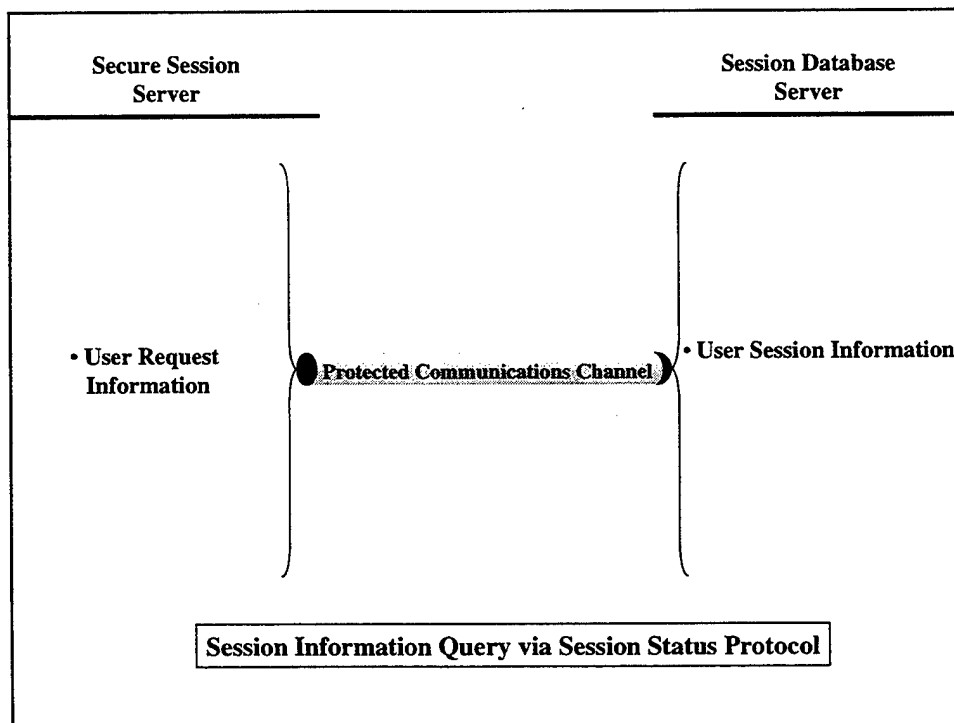 Secure Session
Server
Session Database
Server
• User Request
Information
Protected Communications Channel
• User Session Information
Session Information Query via Session Status Protocol